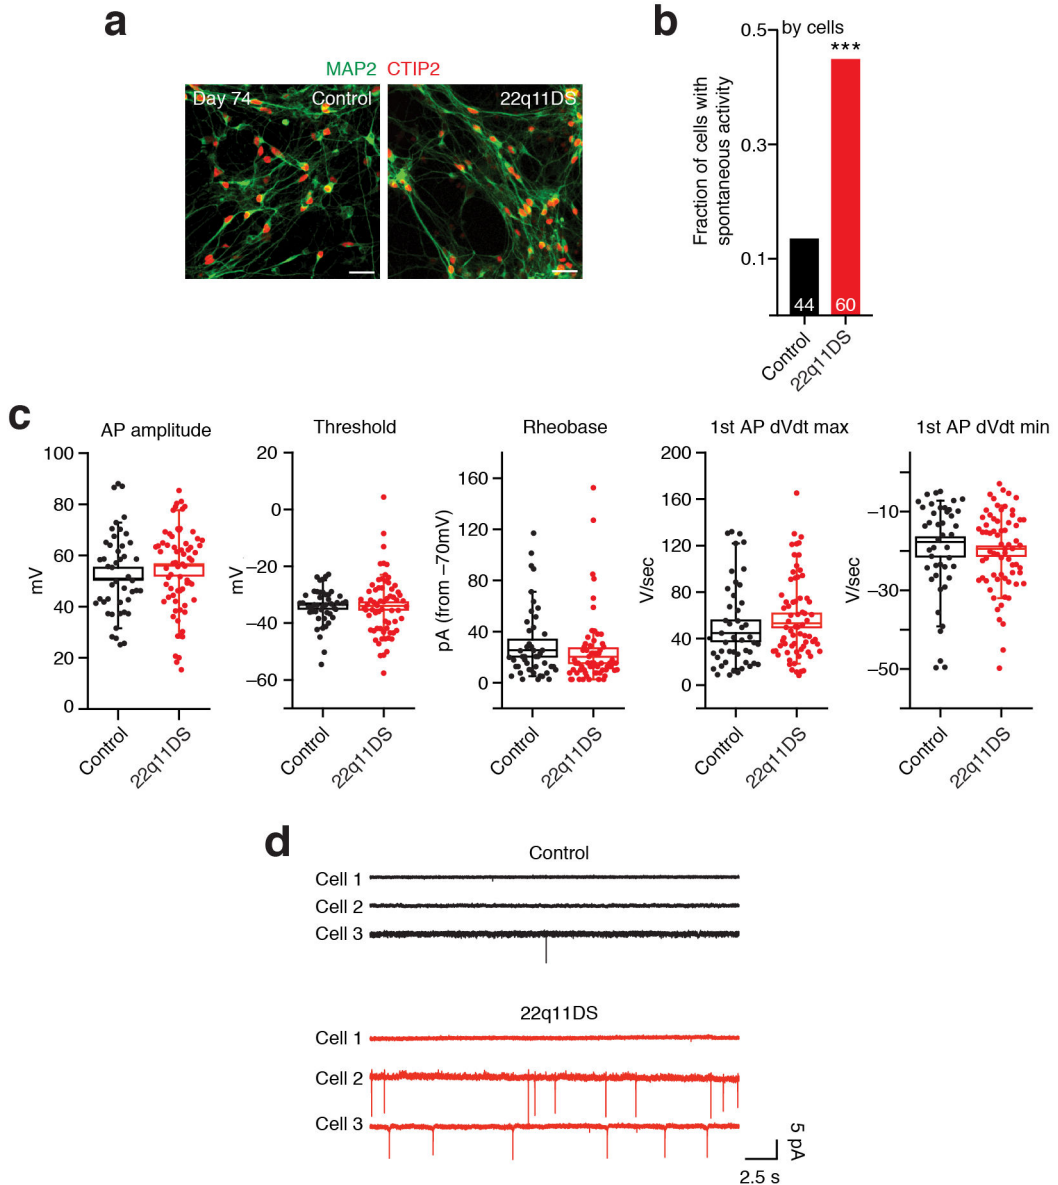 a
MAP2 CTIP2
Day 74 Control
22q11DS
b
by cells
***
0.5
0.3
0.1
Fraction of cells with
spontaneous activity
44
60
Control
22q11DS
c
AP amplitude
100
80
60
40
20
0
mV
Control
22q11DS
Threshold
20
0
−20
−40
−60
mV
Control
22q11DS
Rheobase
160
120
80
40
0
pA (from −70mV)
Control
22q11DS
1st AP dVdt max
200
160
120
80
40
0
V/sec
Control
22q11DS
1st AP dVdt min
−10
−30
−50
V/sec
Control
22q11DS
d
Control
Cell 1
Cell 2
Cell 3
22q11DS
Cell 1
Cell 2
Cell 3
5 pA
2.5 s